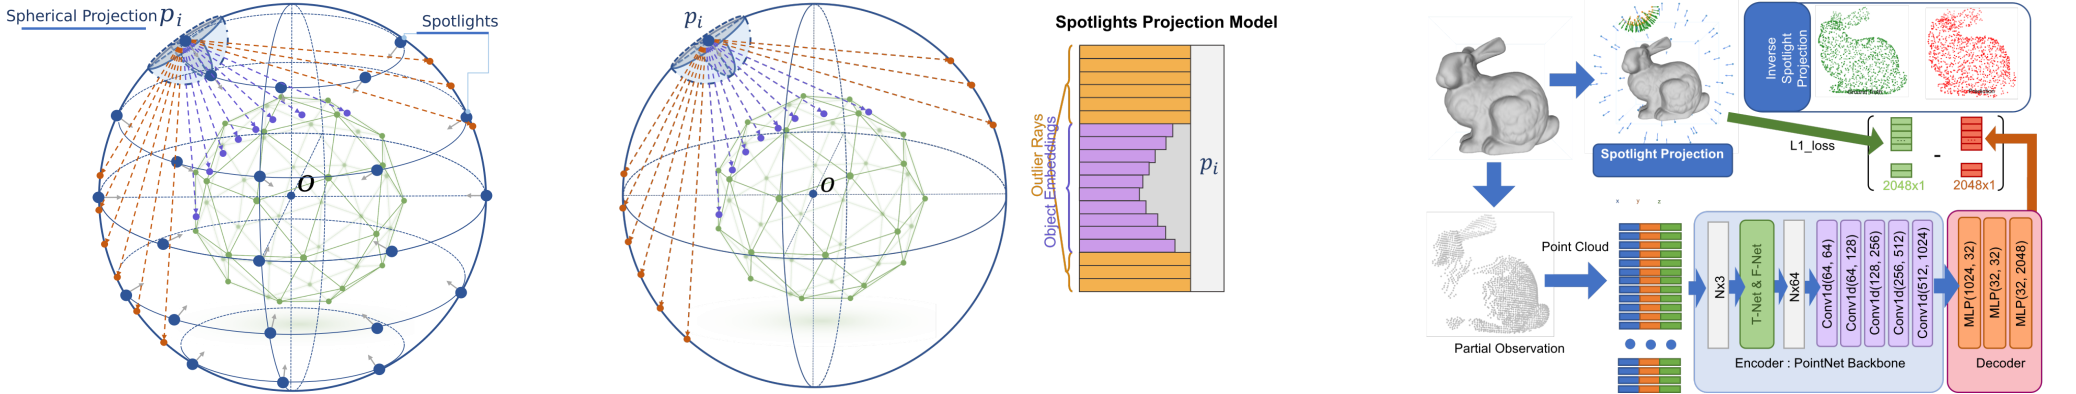 Spherical Projection
p_i
Spotlights
O
p_i
O
Spotlights Projection Model
Outlier Rays
Object Embeddings
p_i
Spotlight Projection
Inverse
Spotlight
Projection
L1_loss
-
2048x1
2048x1
x y z
Point Cloud
Partial Observation
Nx3
T-Net & F-Net
Nx64
Conv1d(64, 64)
Conv1d(64, 128)
Conv1d(128, 256)
Conv1d(256, 512)
Conv1d(512, 1024)
Encoder : PointNet Backbone
MLP(1024, 32)
MLP(32, 32)
MLP(32, 2048)
Decoder